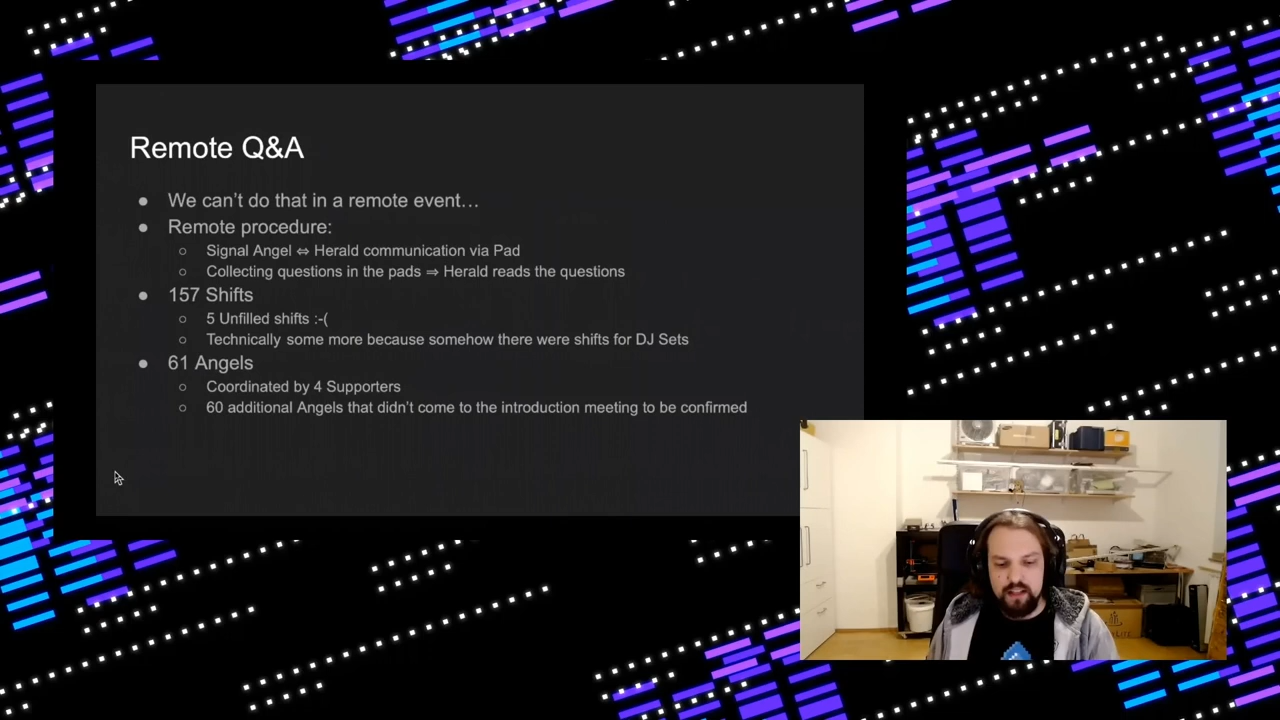 Remote Q&A
● We can’t do that in a remote event…
● Remote procedure:
○ Signal Angel ⇔ Herald communication via Pad
○ Collecting questions in the pads ⇒ Herald reads the questions
● 157 Shifts
○ 5 Unfilled shifts :-(
○ Technically some more because somehow there were shifts for DJ Sets
● 61 Angels
○ Coordinated by 4 Supporters
○ 60 additional Angels that didn’t come to the introduction meeting to be confirmed